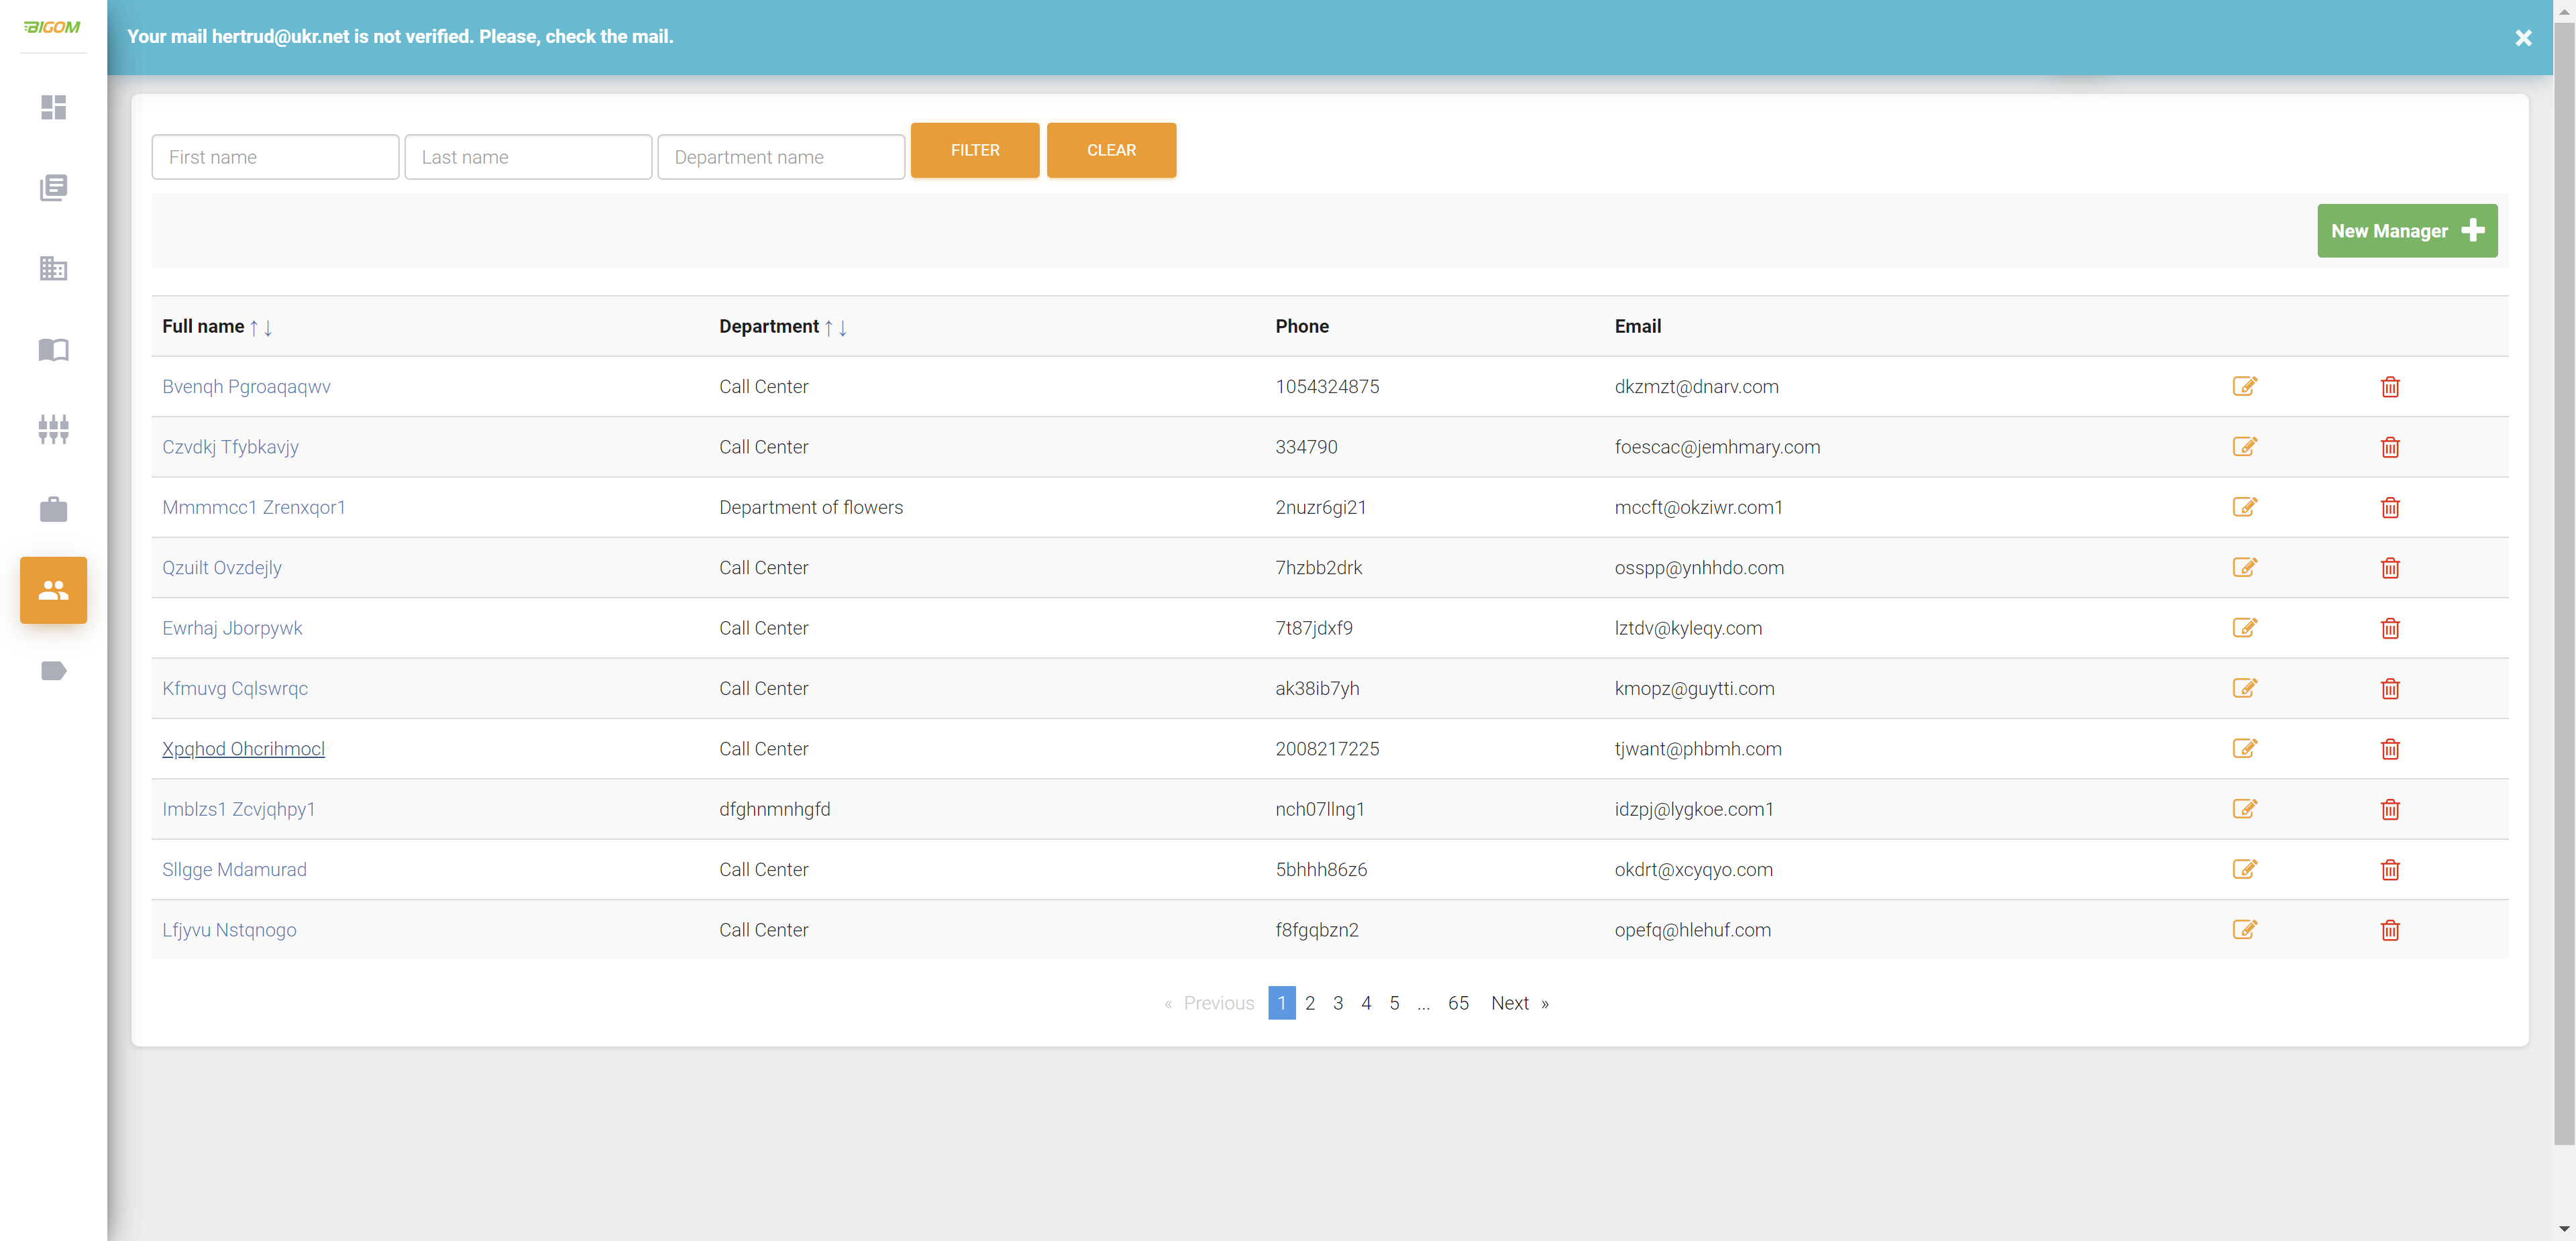 BIGOM
Your mail hertrud@ukr.net is not verified. Please, check the mail.
First name Last name Department name FILTER CLEAR
New Manager
Full name ↑↓ Department ↑↓ Phone Email
Bvenqh Pgroaqaqwv Call Center 1054324875 dkzmzt@dnarv.com
Czvdkj Tfybkavjy Call Center 334790 foescac@jemhmary.com
Mmmmcc1 Zrenxqor1 Department of flowers 2nuzr6gi21 mccft@okziwr.com1
Qzuilt Ovzdejly Call Center 7hzbb2drk osspp@ynhhdo.com
Ewrhaj Jborpywk Call Center 7t87jdxf9 lztdv@kyleqy.com
Kfmuvg Cqlswrqc Call Center ak38ib7yh kmopz@guytti.com
Xpqhod Ohcrihmocl Call Center 2008217225 tjwant@phbmh.com
Imblzs1 Zcvjqhpy1 dfghnmnhgfd nch07llng1 idzpj@lygkoe.com1
Sllgge Mdamurad Call Center 5bhhh86z6 okdrt@xcyqyo.com
Lfjyvu Nstqnogo Call Center f8fgqbzn2 opefq@hlehuf.com
« Previous 1 2 3 4 5 ... 65 Next »